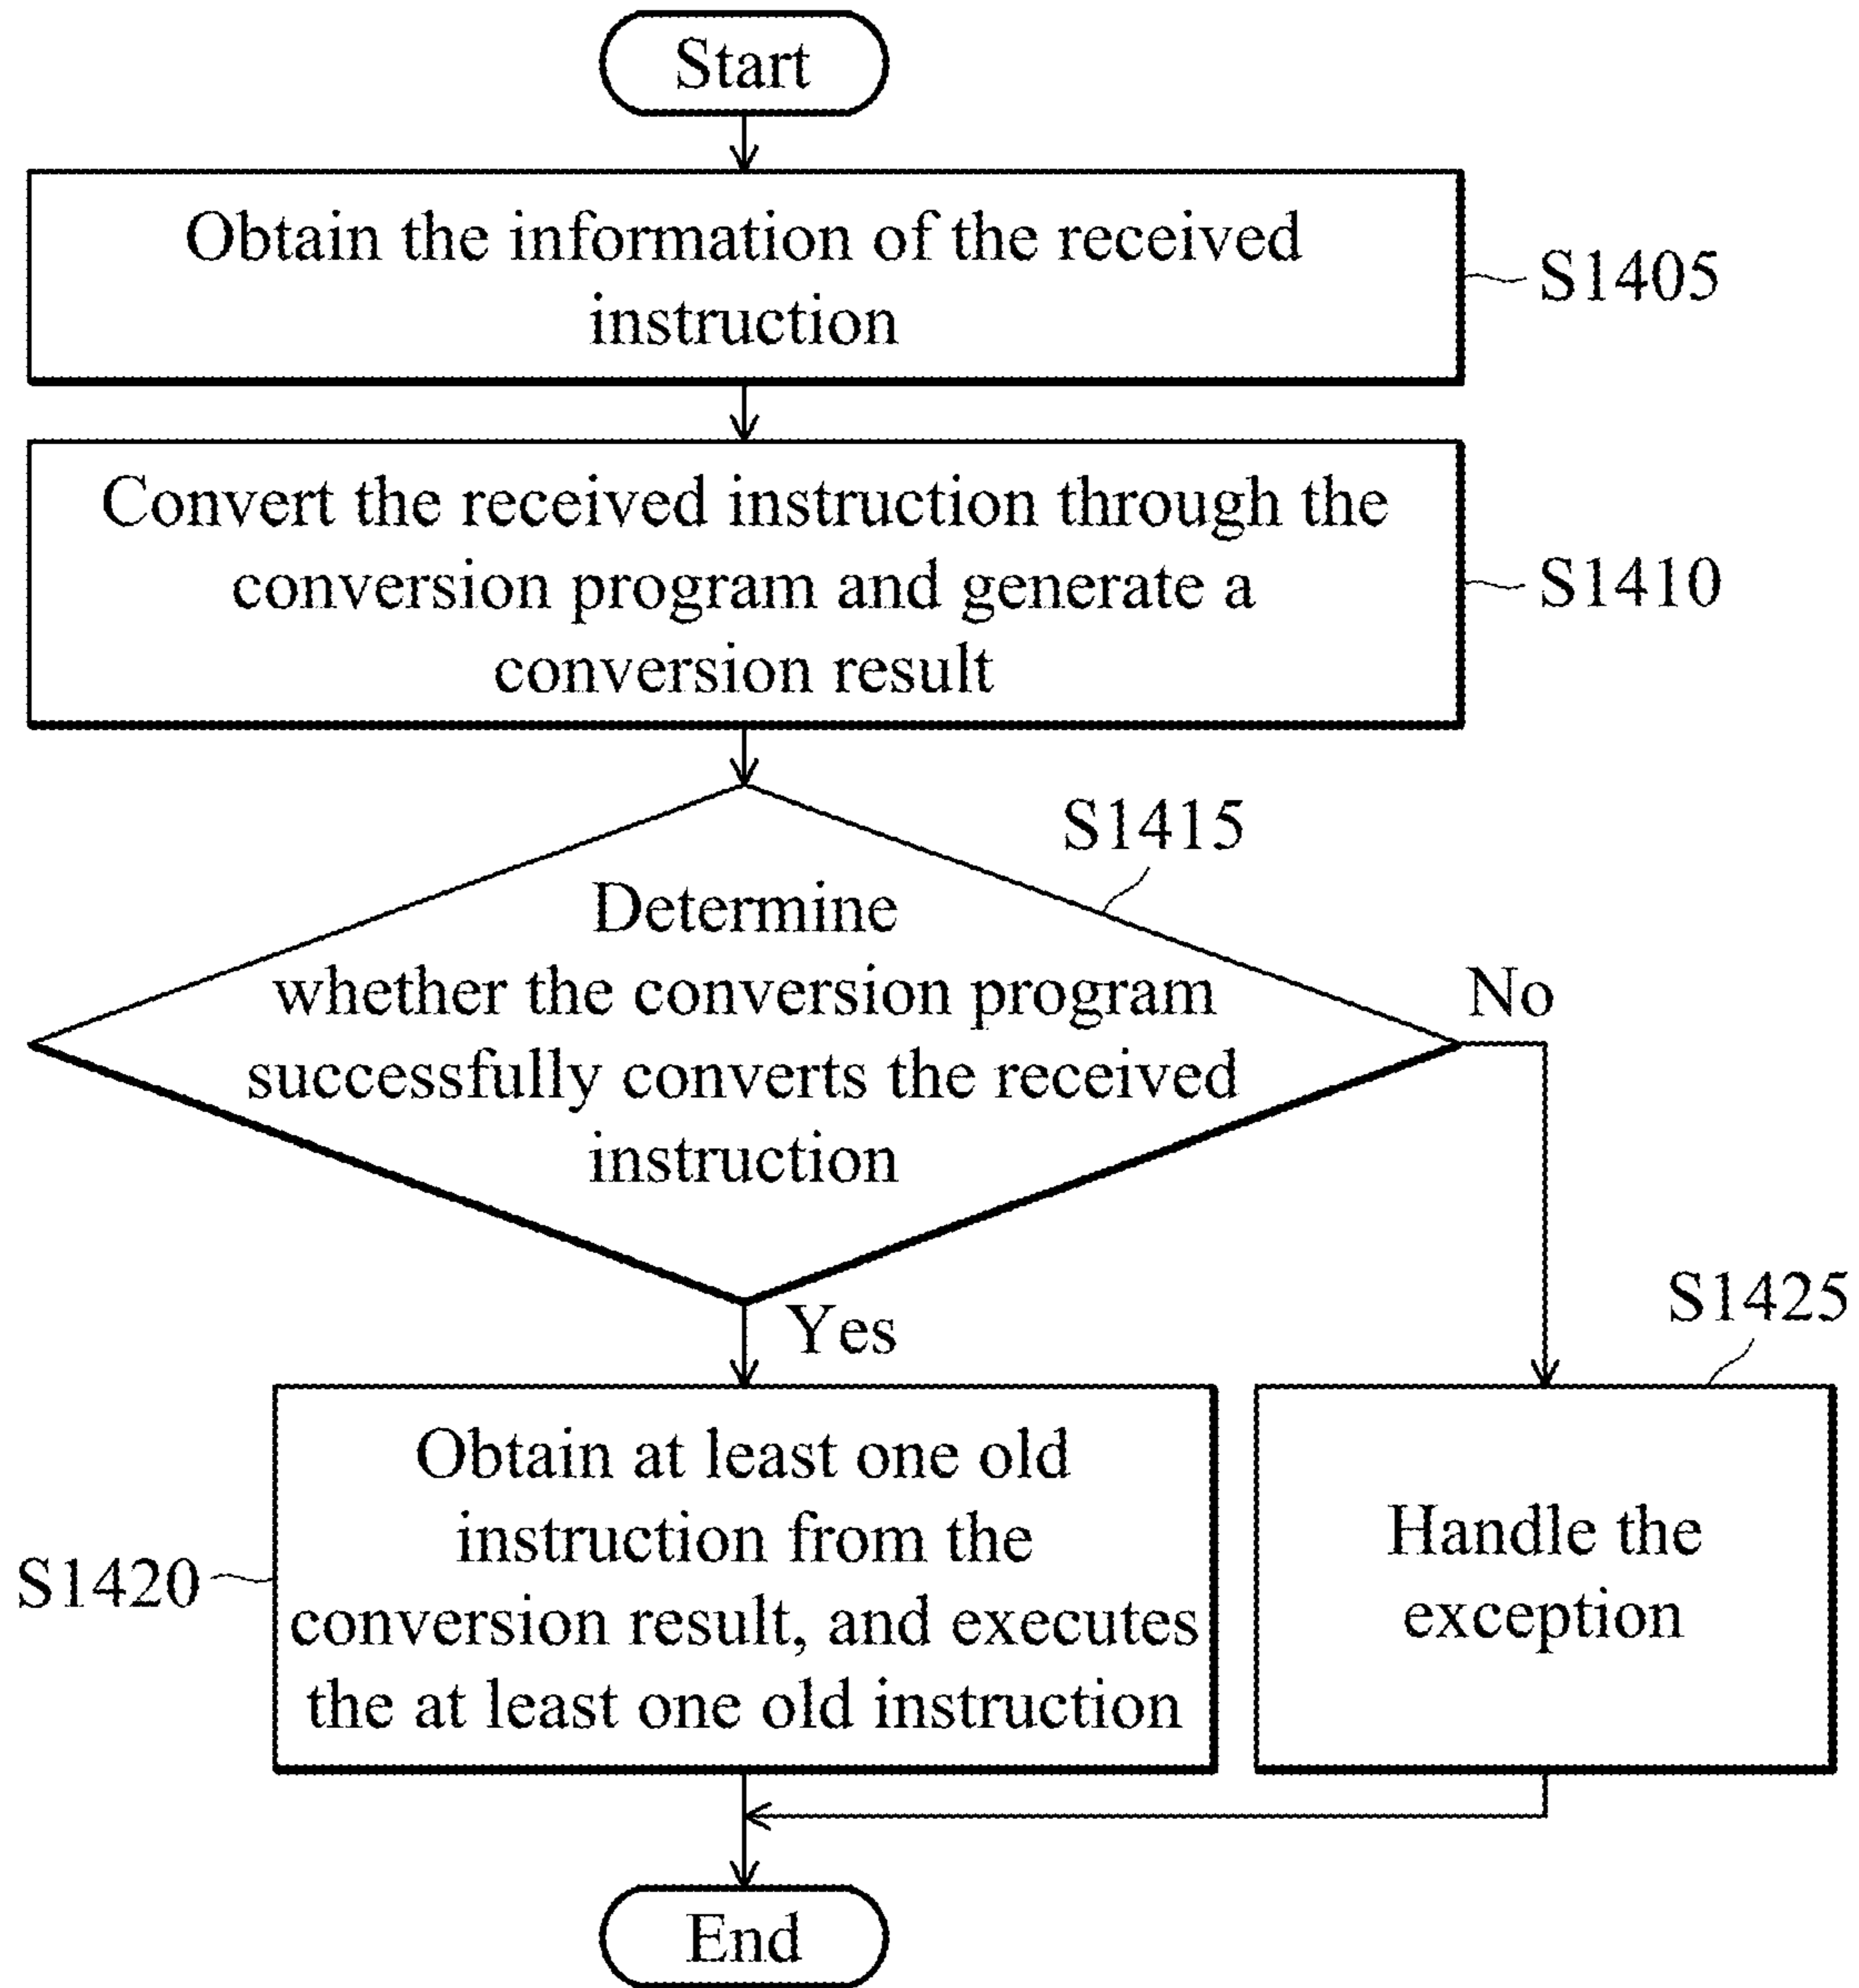 Start
Obtain the information of the received
instruction
S1405
Convert the received instruction through the
conversion program and generate a
conversion result
S1410
S1415
Determine
whether the conversion program
successfully converts the received
instruction
No
Yes
S1425
Obtain at least one old
instruction from the
conversion result, and executes
the at least one old instruction
S1420
Handle the
exception
End